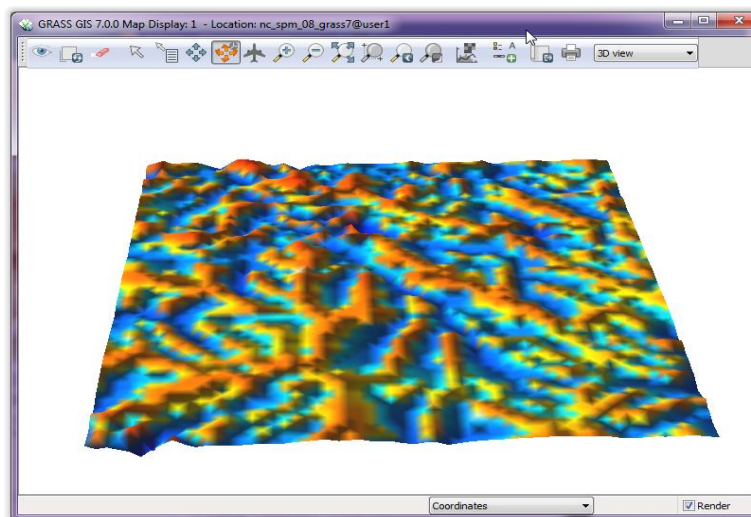 GRASS GIS 7.0.0 Map Display: 1 - Location: nc_spm_08_grass7@user1
3D view
Coordinates
Render